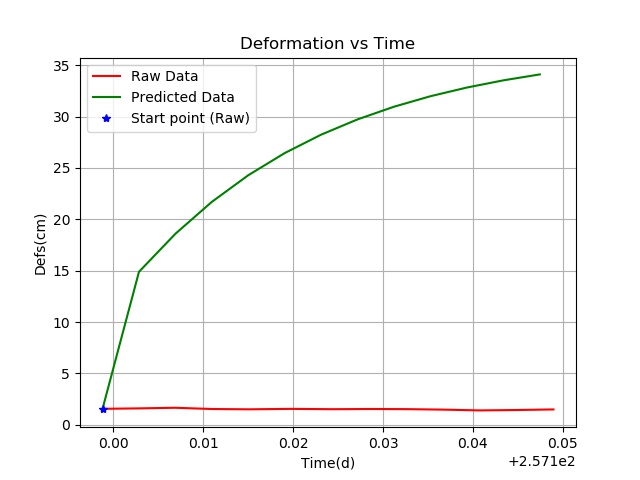 Deformation vs Time
Raw Data
Predicted Data
Start point (Raw)
Defs(cm)
35
30
25
20
15
10
5
0
0.00 0.01 0.02 0.03 0.04 0.05
Time(d)
+2.571e2